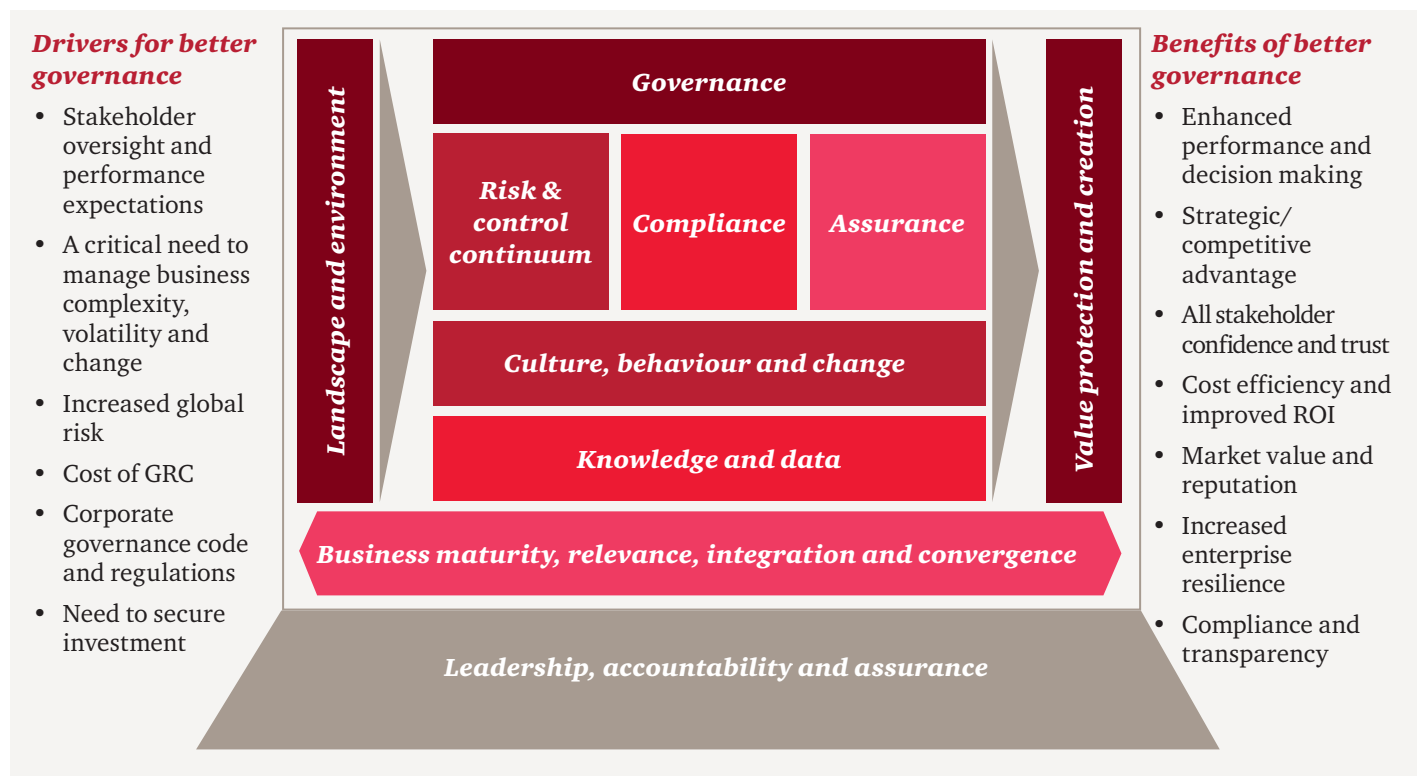 Drivers for better
governance
• Stakeholder
oversight and
performance
expectations
• A critical need to
manage business
complexity,
volatility and
change
• Increased global
risk
• Cost of GRC
• Corporate
governance code
and regulations
• Need to secure
investment
Landscape and environment
Governance
Risk &
control
continuum
Compliance
Assurance
Culture, behaviour and change
Knowledge and data
Value protection and creation
Business maturity, relevance, integration and convergence
Leadership, accountability and assurance
Benefits of better
governance
• Enhanced
performance and
decision making
• Strategic/
competitive
advantage
• All stakeholder
confidence and trust
• Cost efficiency and
improved ROI
• Market value and
reputation
• Increased
enterprise
resilience
• Compliance and
transparency